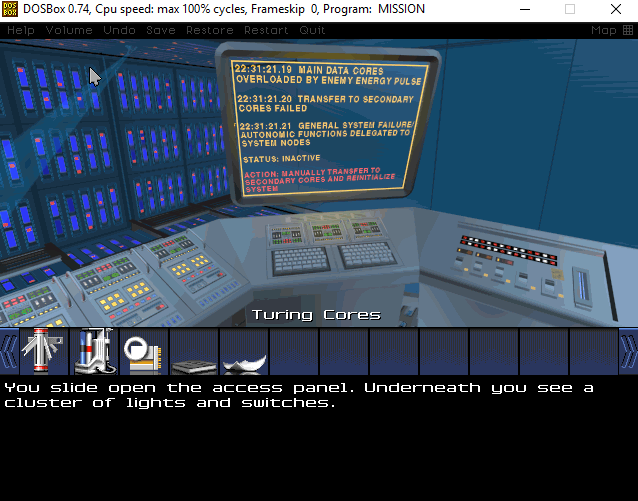 DOSBox 0.74, Cpu speed: max 100% cycles, Frameskip 0, Program: MISSION
Help Volume Undo Save Restore Restart Quit Map
22:31:21.19 MAIN DATA CORES
OVERLOADED BY ENEMY ENERGY PULSE
22:31:21.20 TRANSFER TO SECONDARY
CORES FAILED
22:31:21.21 GENERAL SYSTEM FAILURE/
AUTONOMIC FUNCTIONS DELEGATED TO
SYSTEM NODES
STATUS: INACTIVE
ACTION: MANUALLY TRANSFER TO
SECONDARY CORES AND REINITIALIZE
SYSTEM
Turing Cores
You slide open the access panel. Underneath you see a
cluster of lights and switches.